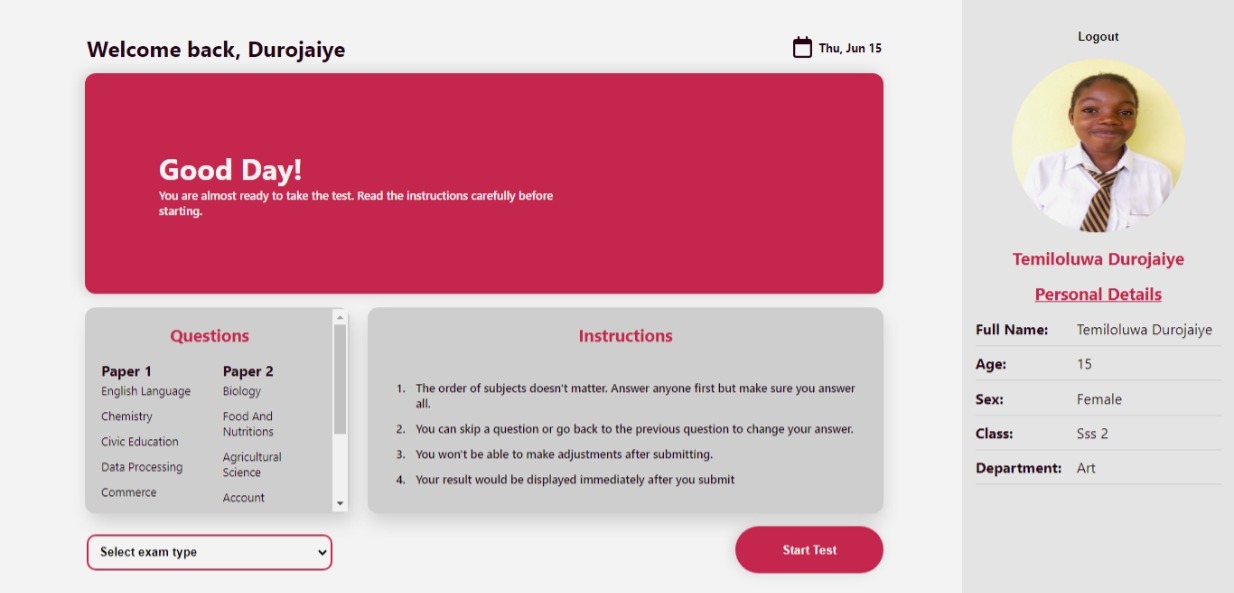 Welcome back, Durojaiye
Thu, Jun 15
Good Day!
You are almost ready to take the test. Read the instructions carefully before
starting.
Questions
Paper 1
English Language
Chemistry
Civic Education
Data Processing
Commerce
Paper 2
Biology
Food And
Nutritions
Agricultural
Science
Account
Instructions
1. The order of subjects doesn't matter. Answer anyone first but make sure you answer
all.
2. You can skip a question or go back to the previous question to change your answer.
3. You won't be able to make adjustments after submitting.
4. Your result would be displayed immediately after you submit
Select exam type
Start Test
Logout
Temiloluwa Durojaiye
Personal Details
Full Name: Temiloluwa Durojaiye
Age: 15
Sex: Female
Class: Sss 2
Department: Art